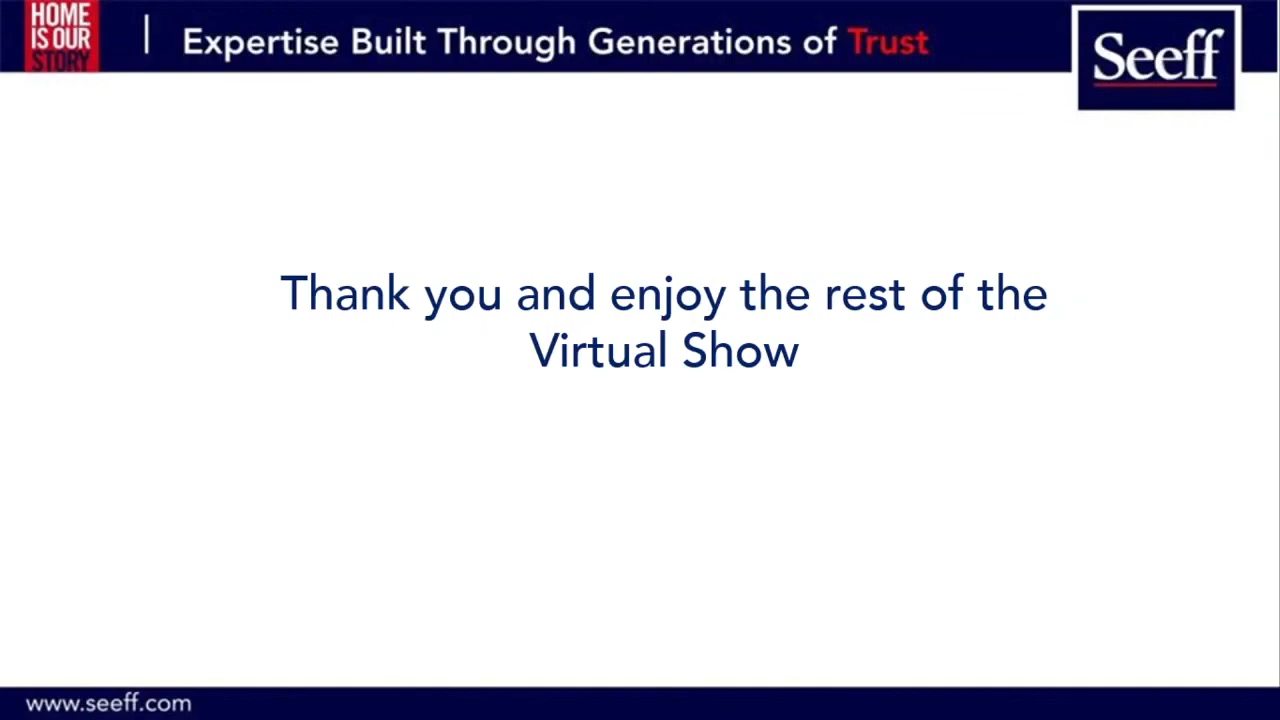 HOME
IS OUR
STORY
Expertise Built Through Generations of Trust
Seeff
Thank you and enjoy the rest of the
Virtual Show
www.seeff.com